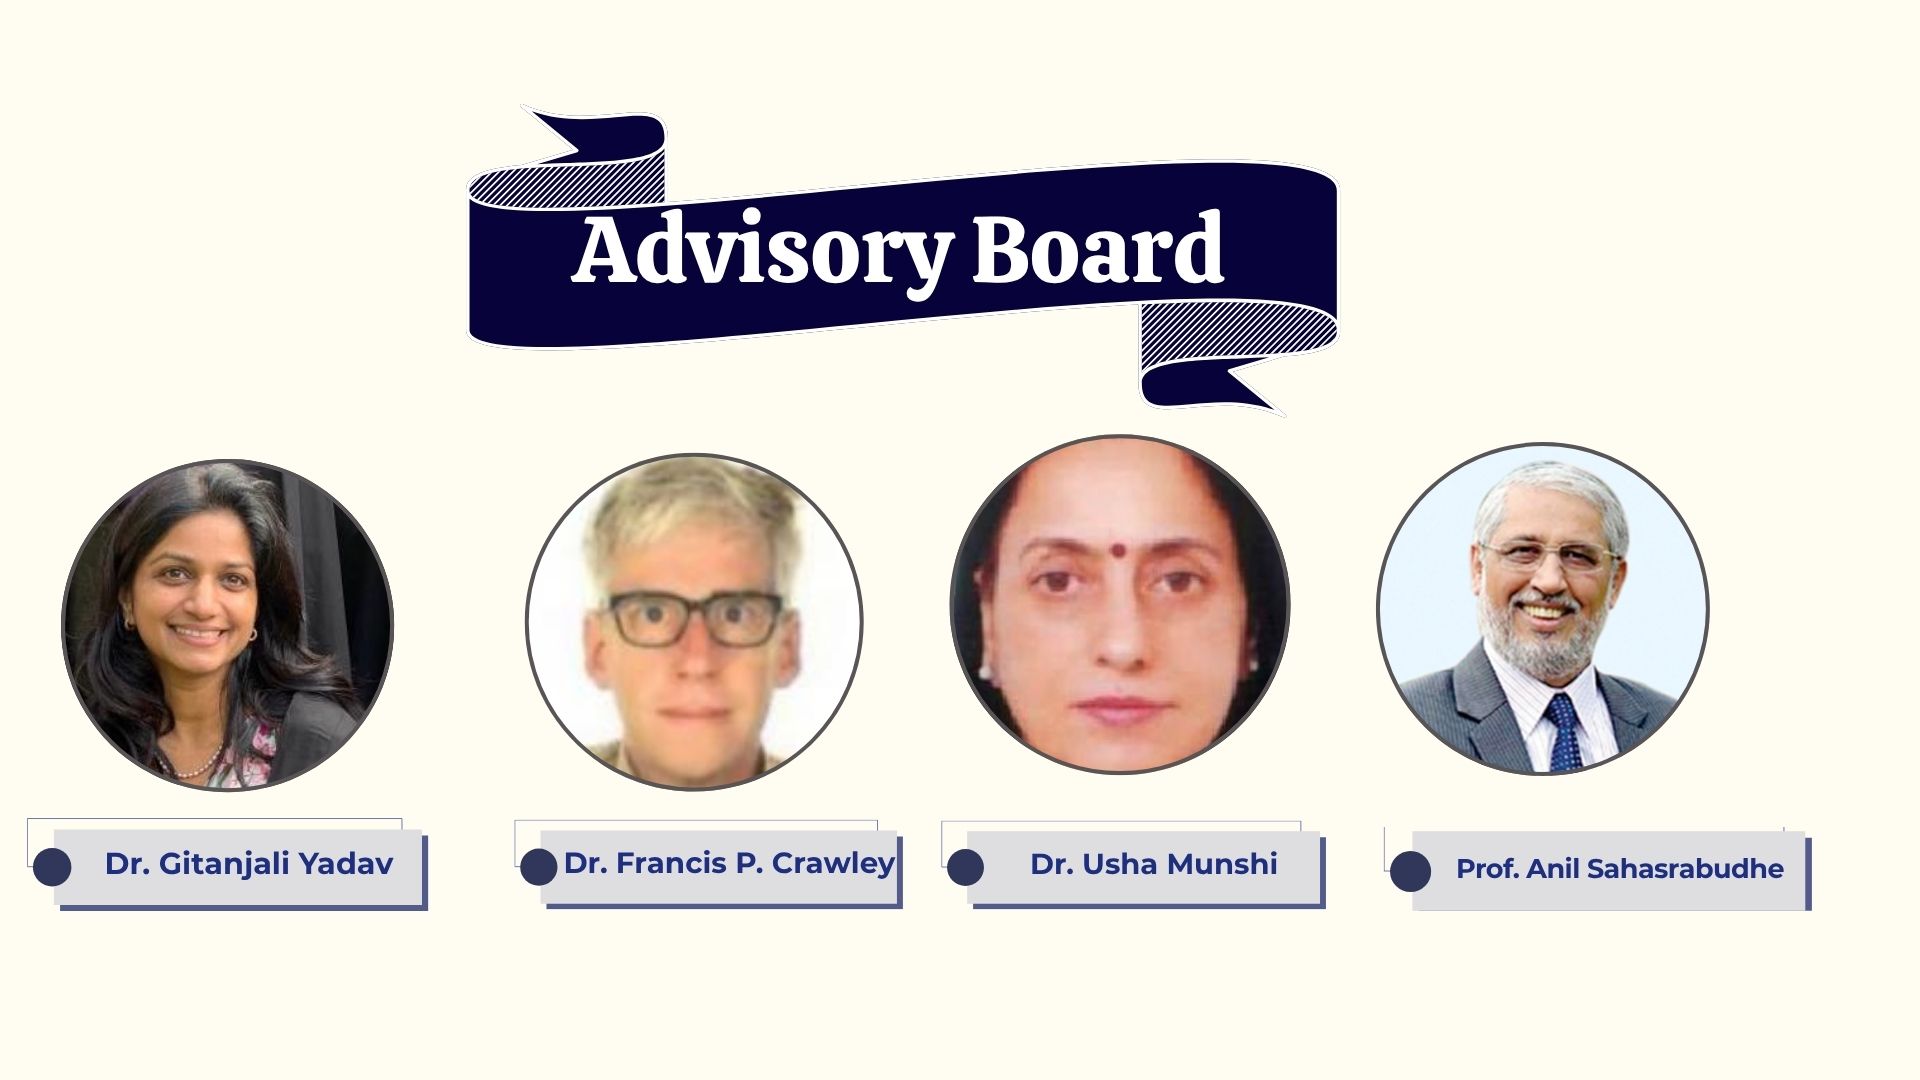 Advisory Board
Dr. Gitanjali Yadav
Dr. Francis P. Crawley
Dr. Usha Munshi
Prof. Anil Sahasrabudhe